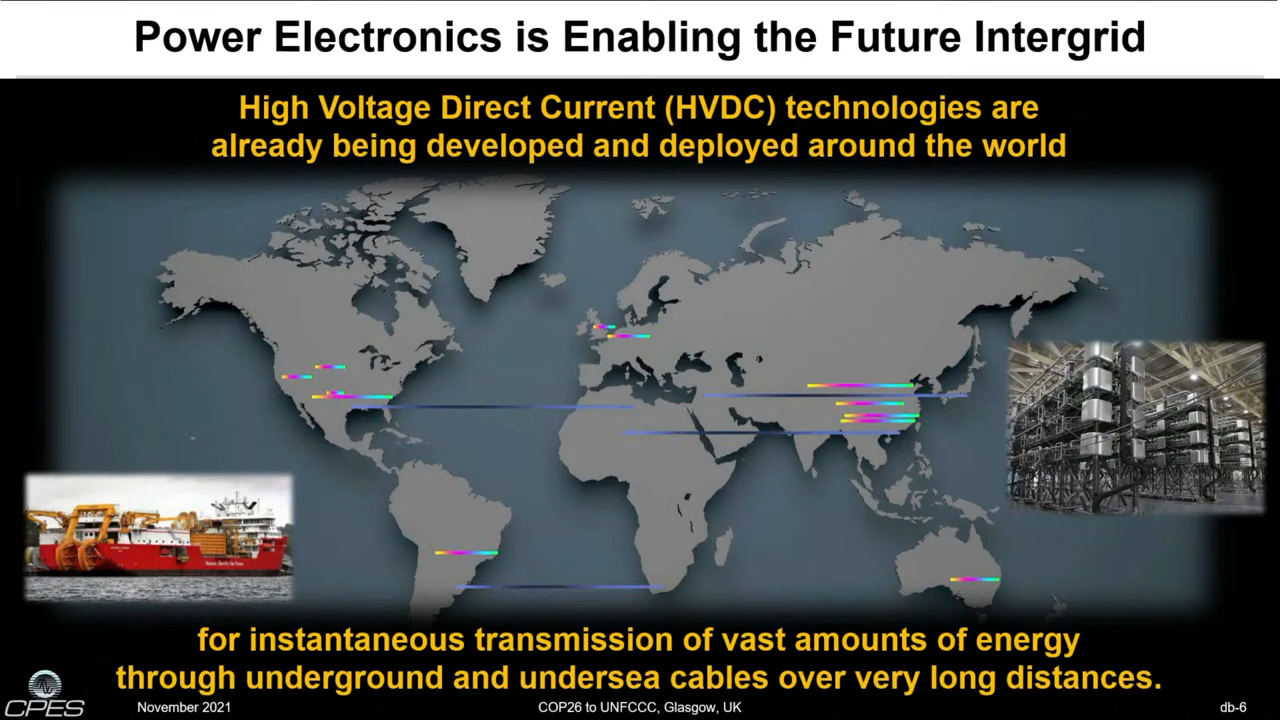 Power Electronics is Enabling the Future Intergrid
High Voltage Direct Current (HVDC) technologies are
already being developed and deployed around the world
for instantaneous transmission of vast amounts of energy
through underground and undersea cables over very long distances.
CPES
November 2021
COP26 to UNFCCC, Glasgow, UK
db-6